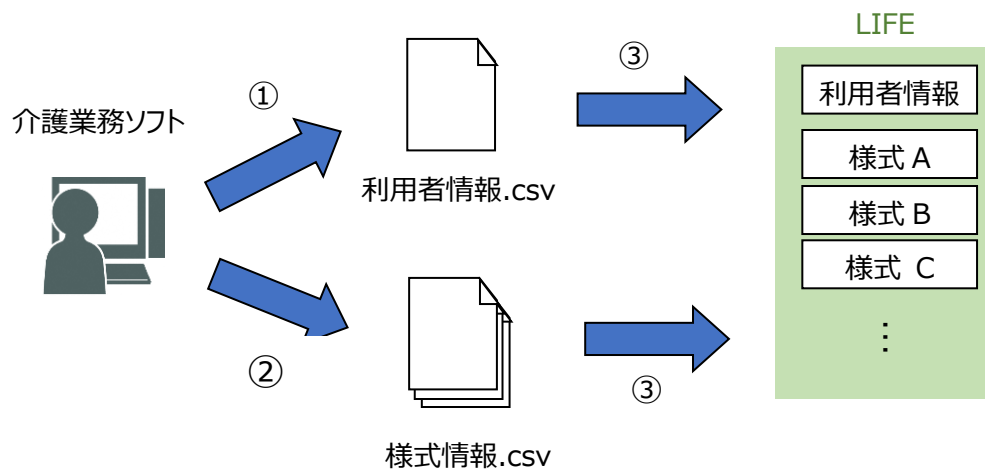 介護業務ソフト
①
②
利用者情報.csv
様式情報.csv
③
③
LIFE
利用者情報
様式 A
様式 B
様式 C
⋮